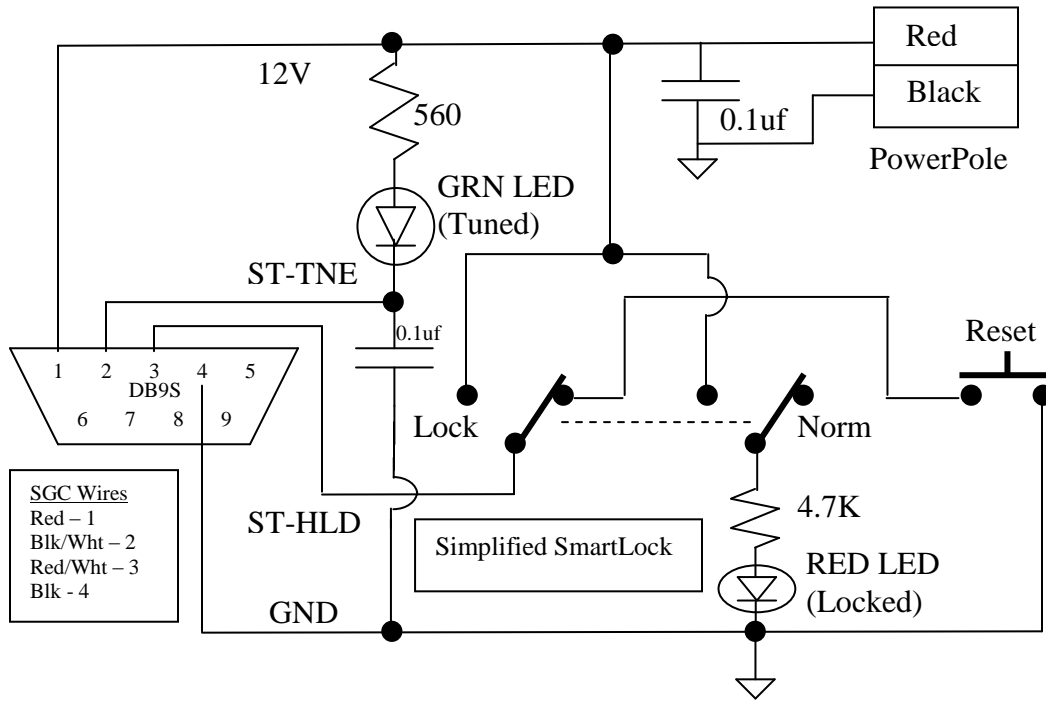 Red
12V
Black
560
0.1uf
PowerPole
GRN LED
(Tuned)
ST-TNE
0.1uf
Reset
1 2 3 4 5
DB9S
6 7 8 9
Lock
Norm
SGC Wires
Red – 1
Blk/Wht – 2
Red/Wht – 3
Blk - 4
ST-HLD
4.7K
Simplified SmartLock
RED LED
(Locked)
GND